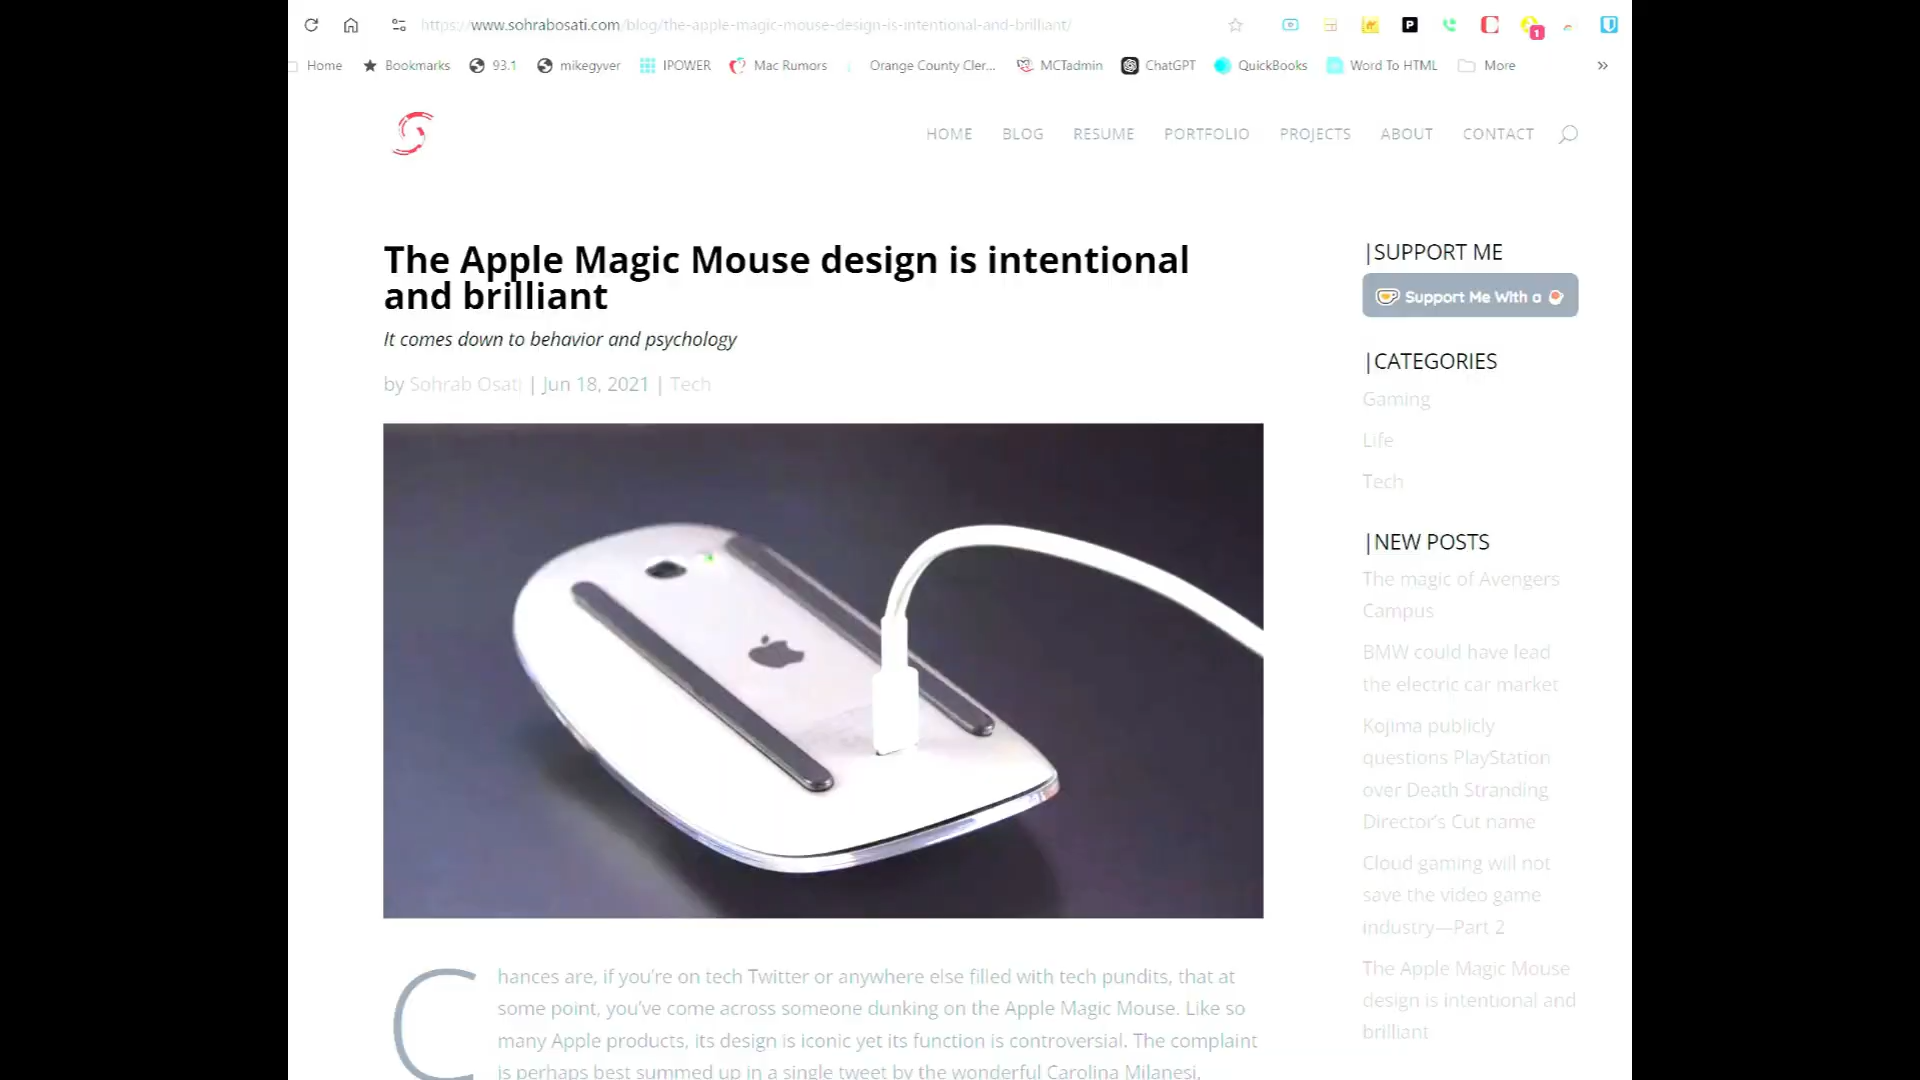 https://www.sohrabosati.com/blog/the-apple-magic-mouse-design-is-intentional-and-brilliant/
1
Home Bookmarks 93.1 mikegyver IPOWER Mac Rumors Orange County Cler... MCTadmin ChatGPT QuickBooks Word To HTML More »
HOME BLOG RESUME PORTFOLIO PROJECTS ABOUT CONTACT
The Apple Magic Mouse design is intentional
and brilliant
It comes down to behavior and psychology
by Sohrab Osati | Jun 18, 2021 | Tech
hances are, if you're on tech Twitter or anywhere else filled with tech pundits, that at
C some point, you've come across someone dunking on the Apple Magic Mouse. Like so
many Apple products, its design is iconic yet its function is controversial. The complaint
is perhaps best summed up in a single tweet by the wonderful Carolina Milanesi,
|SUPPORT ME
Support Me With a
|CATEGORIES
Gaming
Life
Tech
|NEW POSTS
The magic of Avengers
Campus
BMW could have lead
the electric car market
Kojima publicly
questions PlayStation
over Death Stranding
Director's Cut name
Cloud gaming will not
save the video game
industry—Part 2
The Apple Magic Mouse
design is intentional and
brilliant